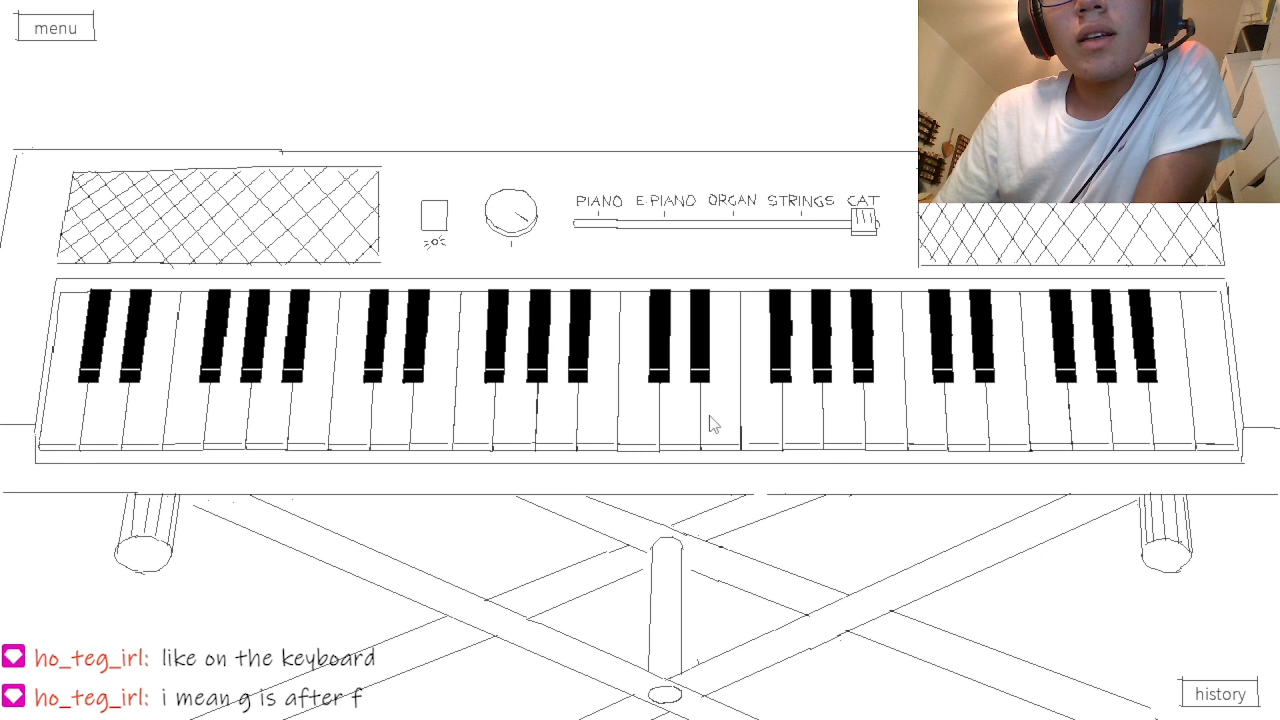 menu
PIANO E-PIANO ORGAN STRINGS CAT
ho_teg_irl: like on the keyboard
ho_teg_irl: i mean g is after f
history